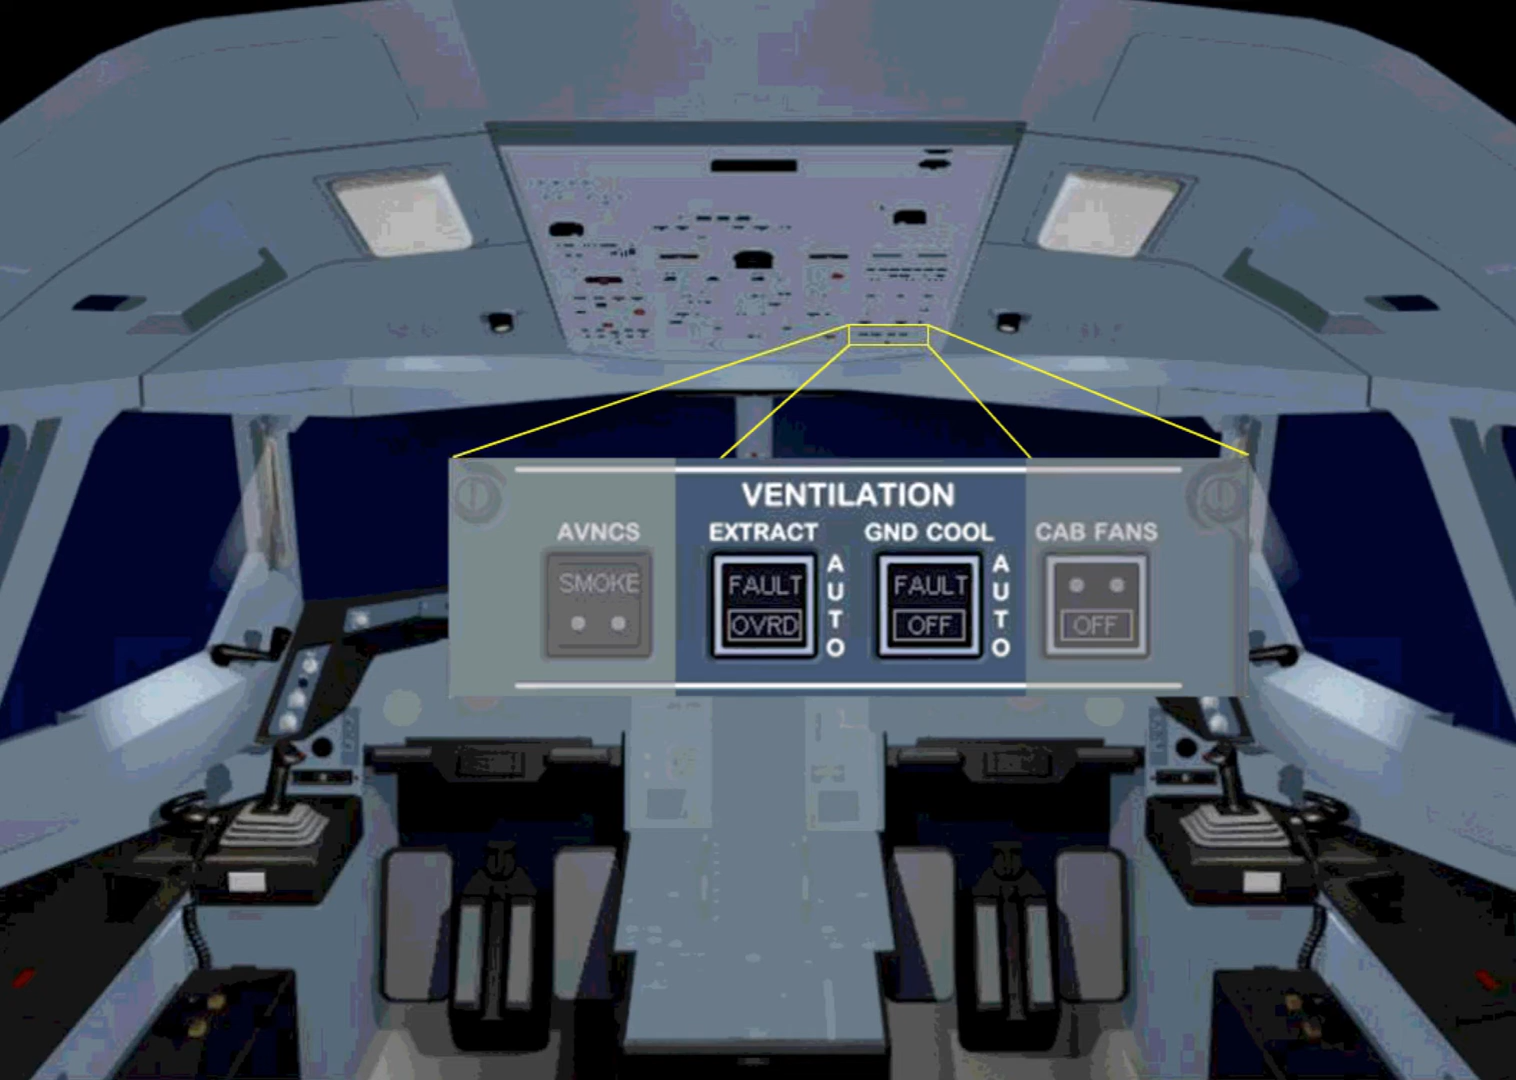 VENTILATION
AVNCS EXTRACT GND COOL CAB FANS
SMOKE
FAULT
OVRD
AUTO
FAULT
OFF
AUTO
OFF